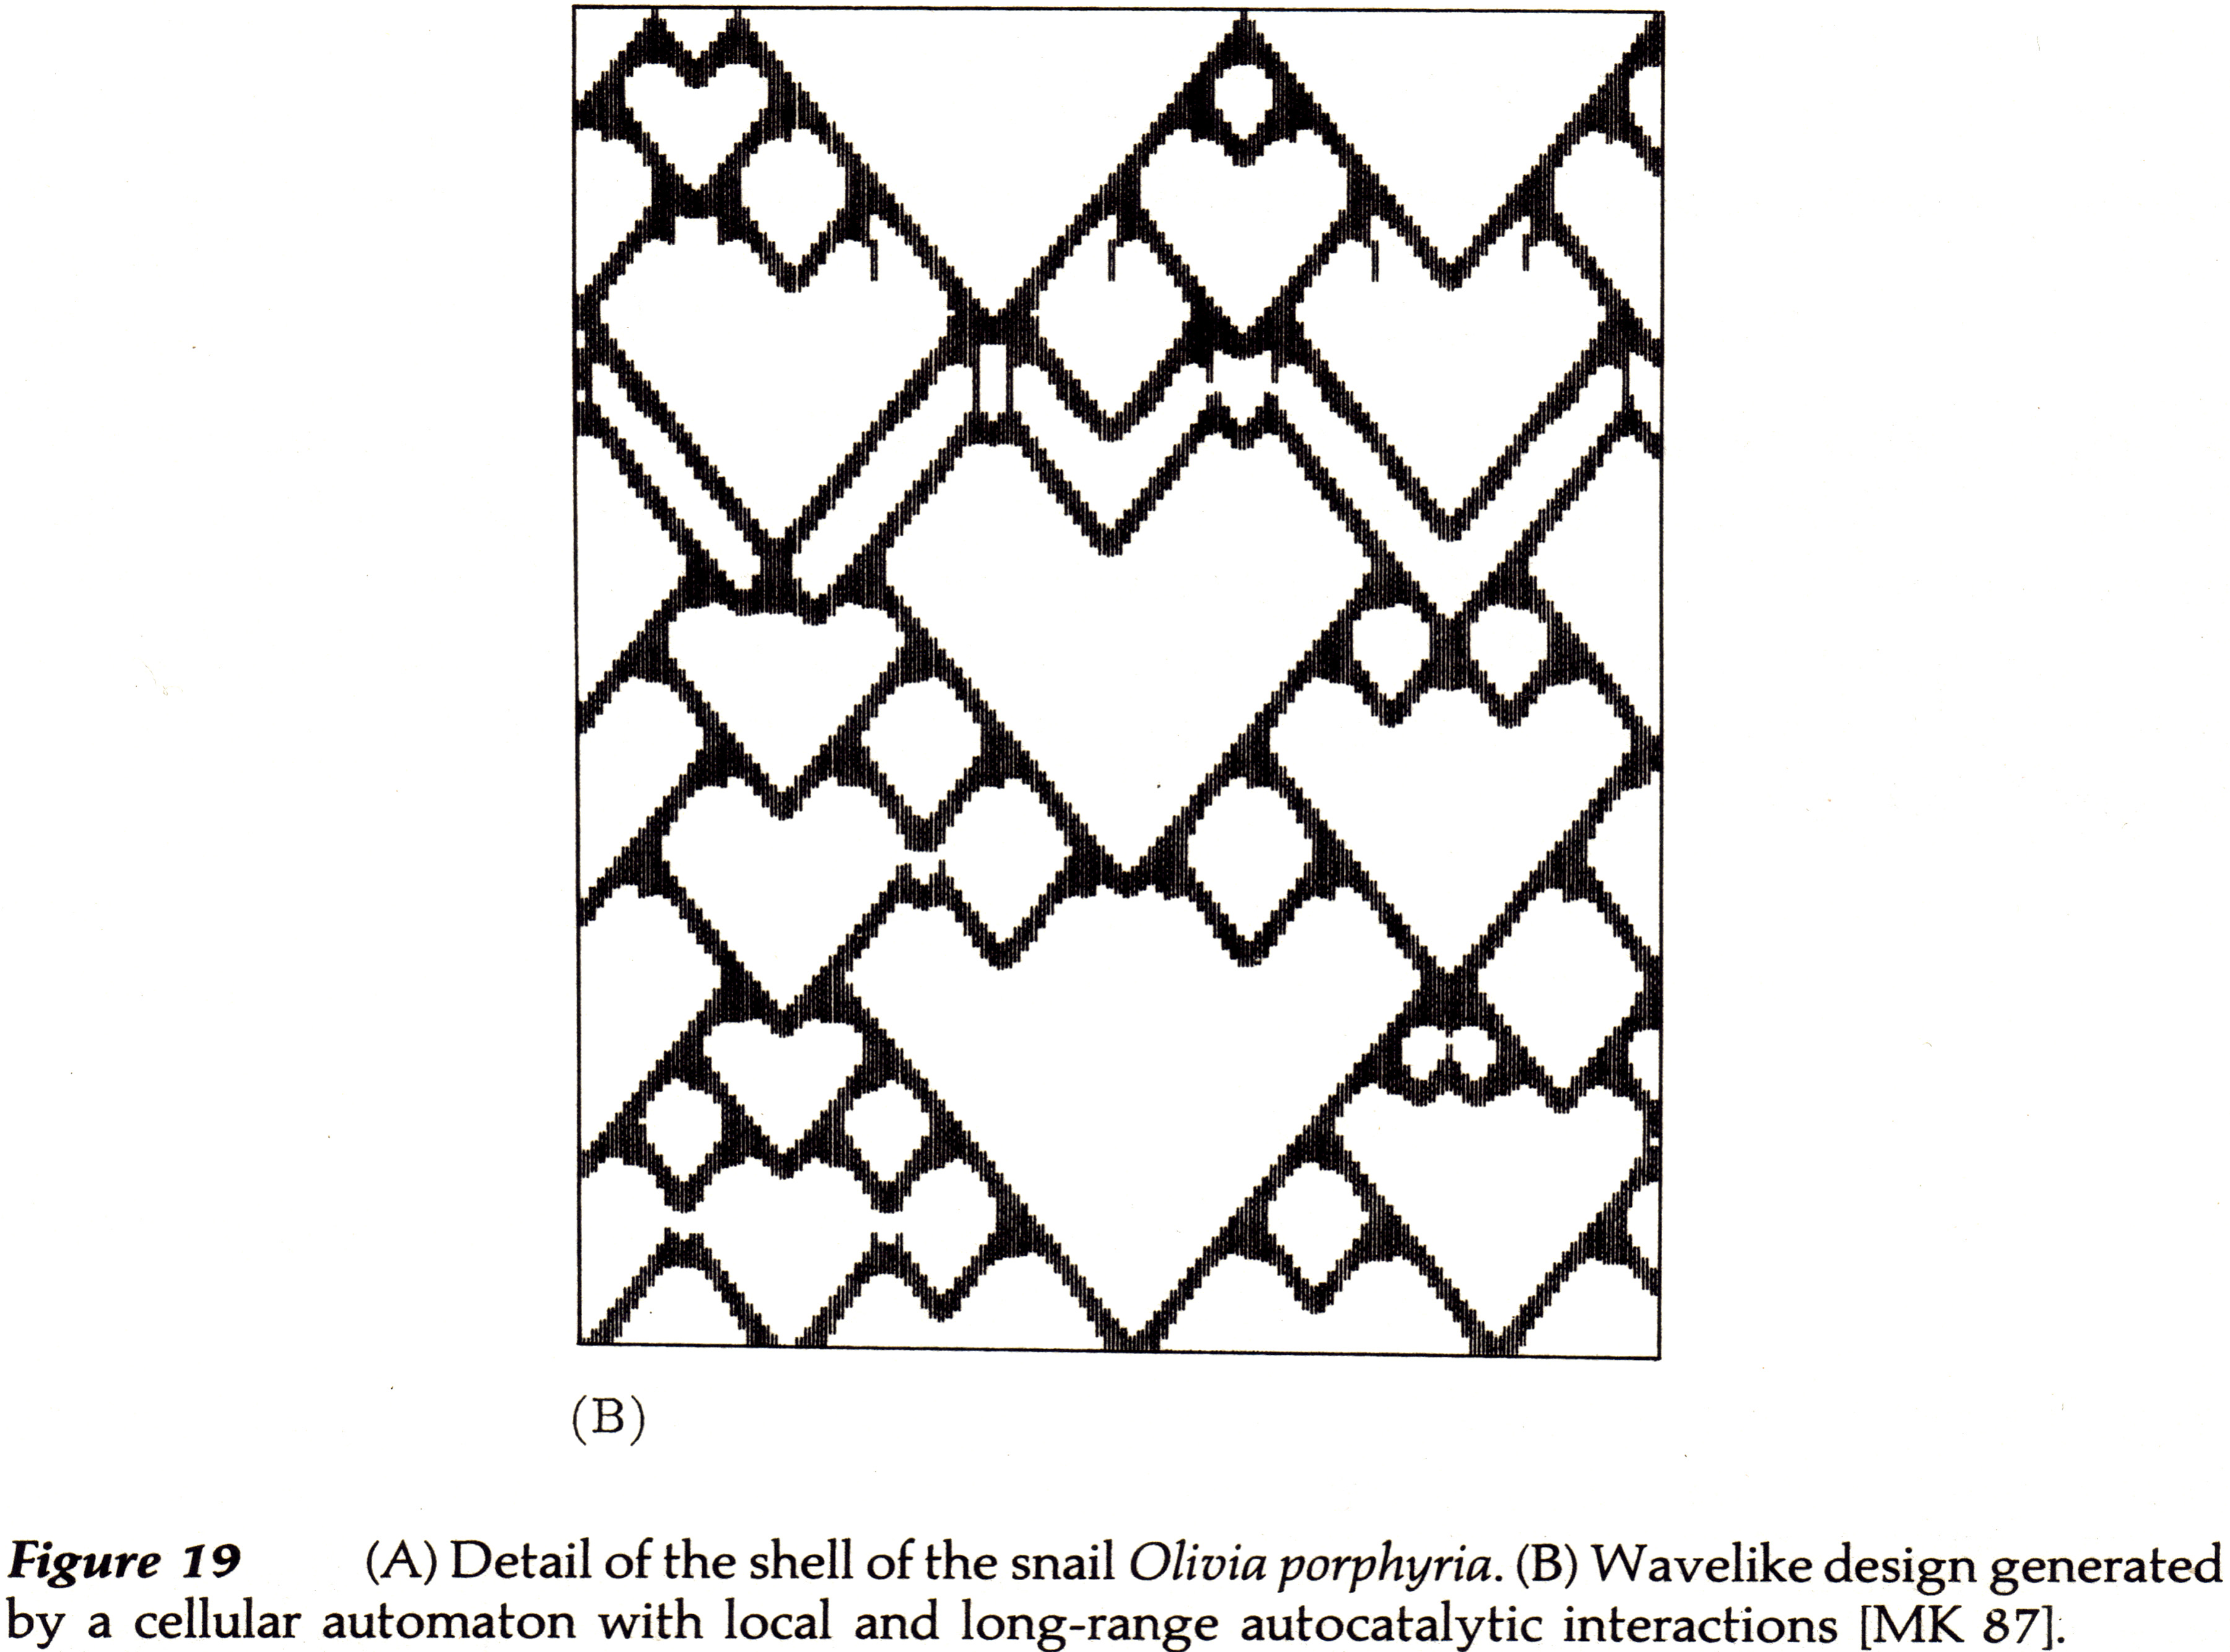 (B)
Figure 19 (A) Detail of the shell of the snail Olivia porphyria. (B) Wavelike design generated
by a cellular automaton with local and long-range autocatalytic interactions [MK 87].